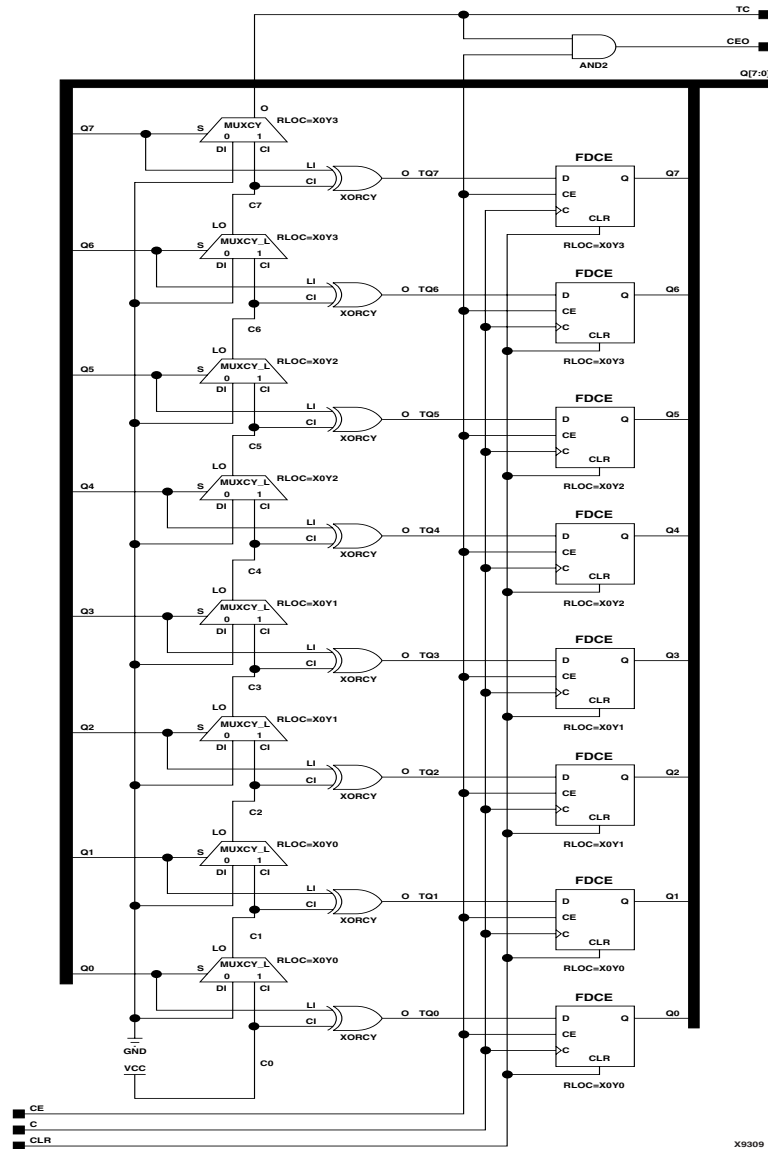 TC
CEO
AND2
Q[7:0]
O
Q7 S MUXCY RLOC=X0Y3
0 1
DI CI
LI
CI
XORCY
O TQ7
C7
FDCE
D Q Q7
CE
C
CLR
RLOC=X0Y3
LO
Q6 S MUXCY_L RLOC=X0Y3
0 1
DI CI
LI
CI
XORCY
O TQ6
C6
FDCE
D Q Q6
CE
C
CLR
RLOC=X0Y3
LO
Q5 S MUXCY_L RLOC=X0Y2
0 1
DI CI
LI
CI
XORCY
O TQ5
C5
FDCE
D Q Q5
CE
C
CLR
RLOC=X0Y2
LO
Q4 S MUXCY_L RLOC=X0Y2
0 1
DI CI
LI
CI
XORCY
O TQ4
C4
FDCE
D Q Q4
CE
C
CLR
RLOC=X0Y2
LO
Q3 S MUXCY_L RLOC=X0Y1
0 1
DI CI
LI
CI
XORCY
O TQ3
C3
FDCE
D Q Q3
CE
C
CLR
RLOC=X0Y1
LO
Q2 S MUXCY_L RLOC=X0Y1
0 1
DI CI
LI
CI
XORCY
O TQ2
C2
FDCE
D Q Q2
CE
C
CLR
RLOC=X0Y1
LO
Q1 S MUXCY_L RLOC=X0Y0
0 1
DI CI
LI
CI
XORCY
O TQ1
C1
FDCE
D Q Q1
CE
C
CLR
RLOC=X0Y0
LO
Q0 S MUXCY_L RLOC=X0Y0
0 1
DI CI
LI
CI
XORCY
O TQ0
C0
FDCE
D Q Q0
CE
C
CLR
RLOC=X0Y0
GND
VCC
CE
C
CLR
X9309